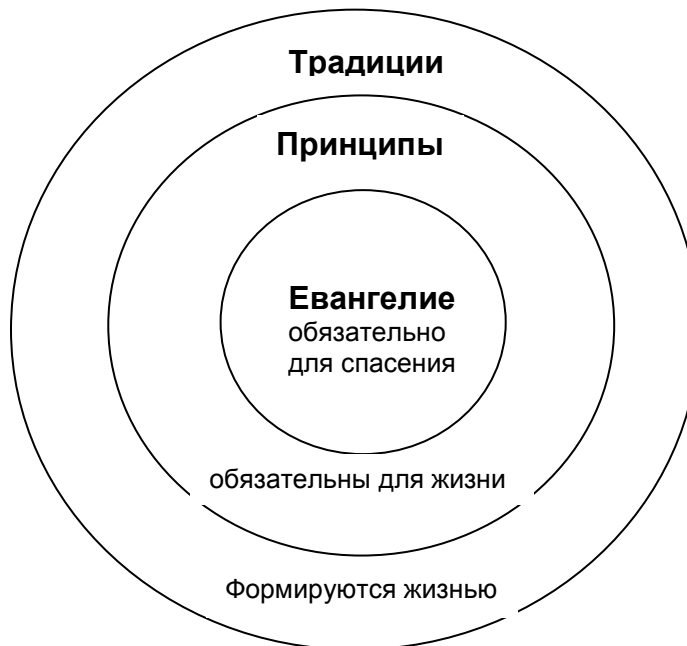 Традиции
Принципы
Евангелие
обязательно
для спасения
обязательны для жизни
Формируются жизнью